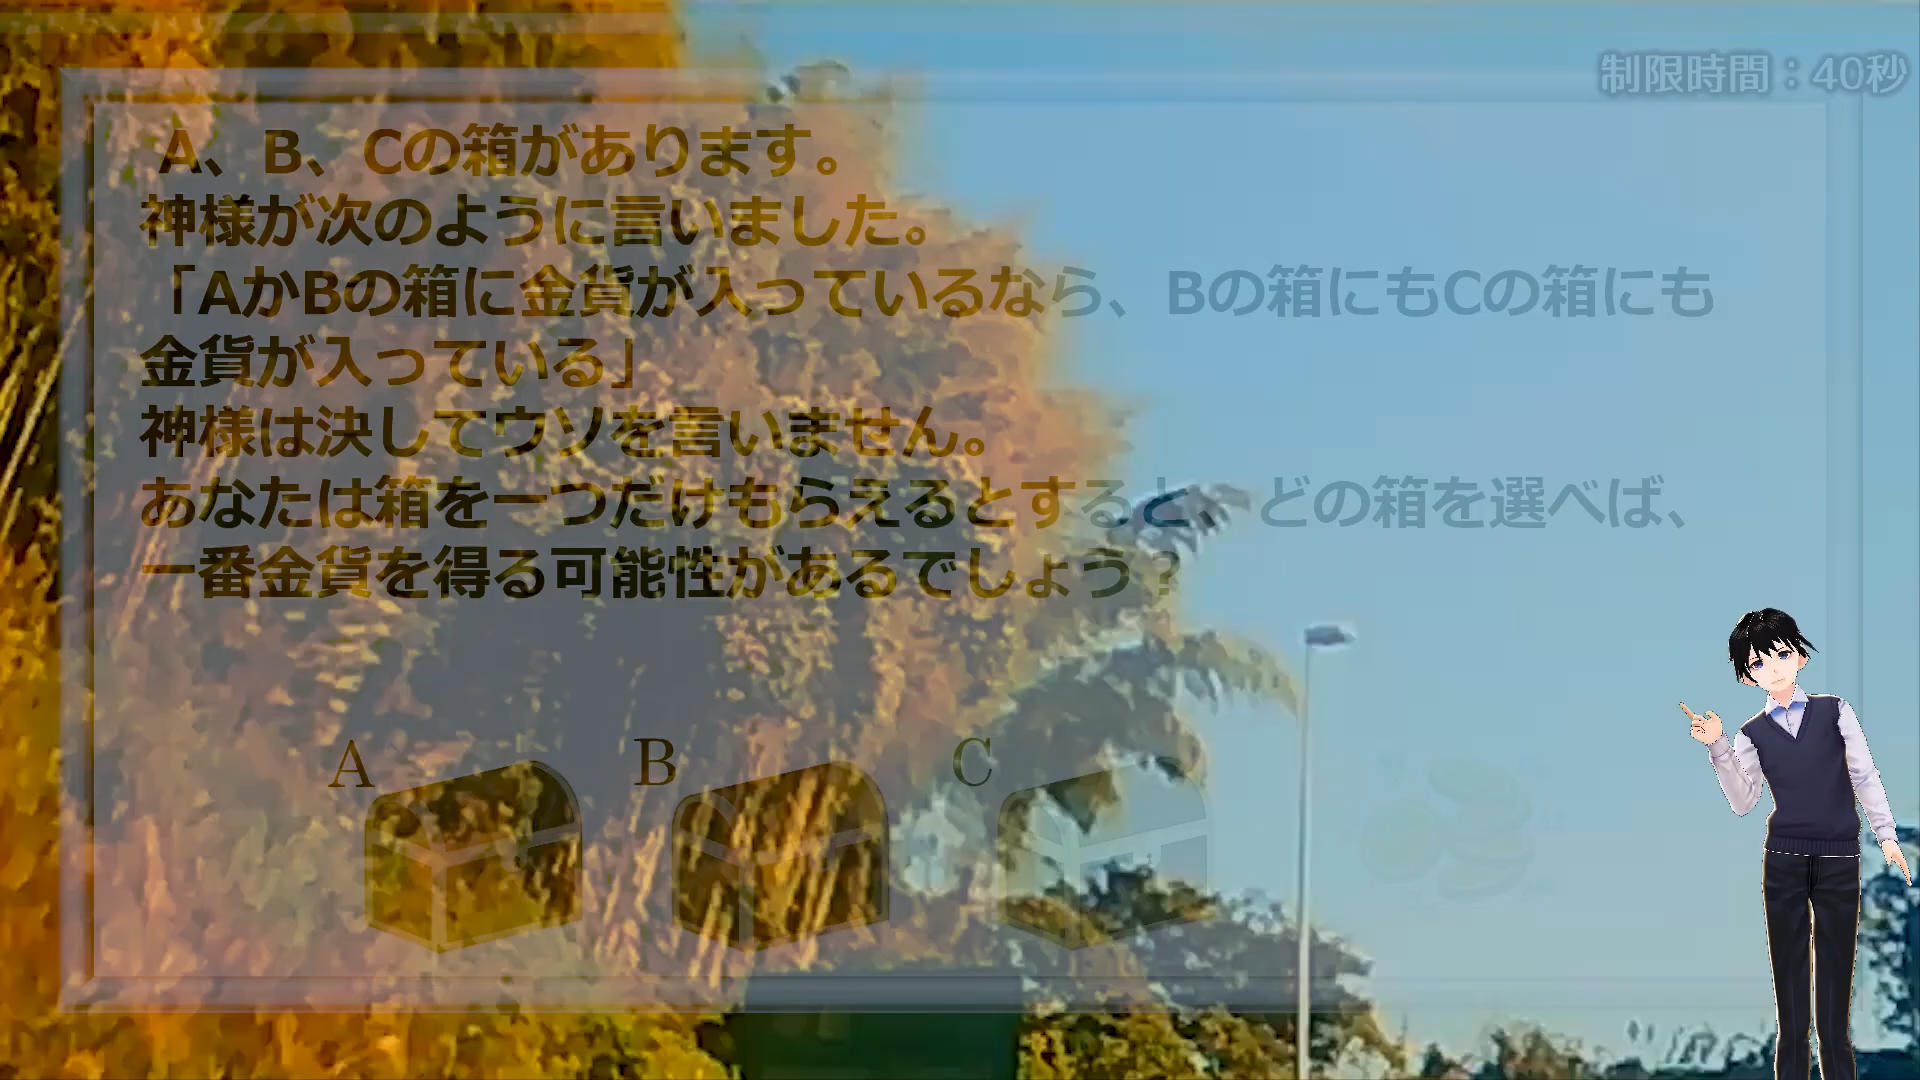 制限時間：40秒
A、B、Cの箱があります。
神様が次のように言いました。
「AかBの箱に金貨が入っているなら、Bの箱にもCの箱にも
金貨が入っている」
神様は決してウソを言いません。
あなたは箱を一つだけもらえるとすると、どの箱を選べば、
一番金貨を得る可能性があるでしょう？
A B C